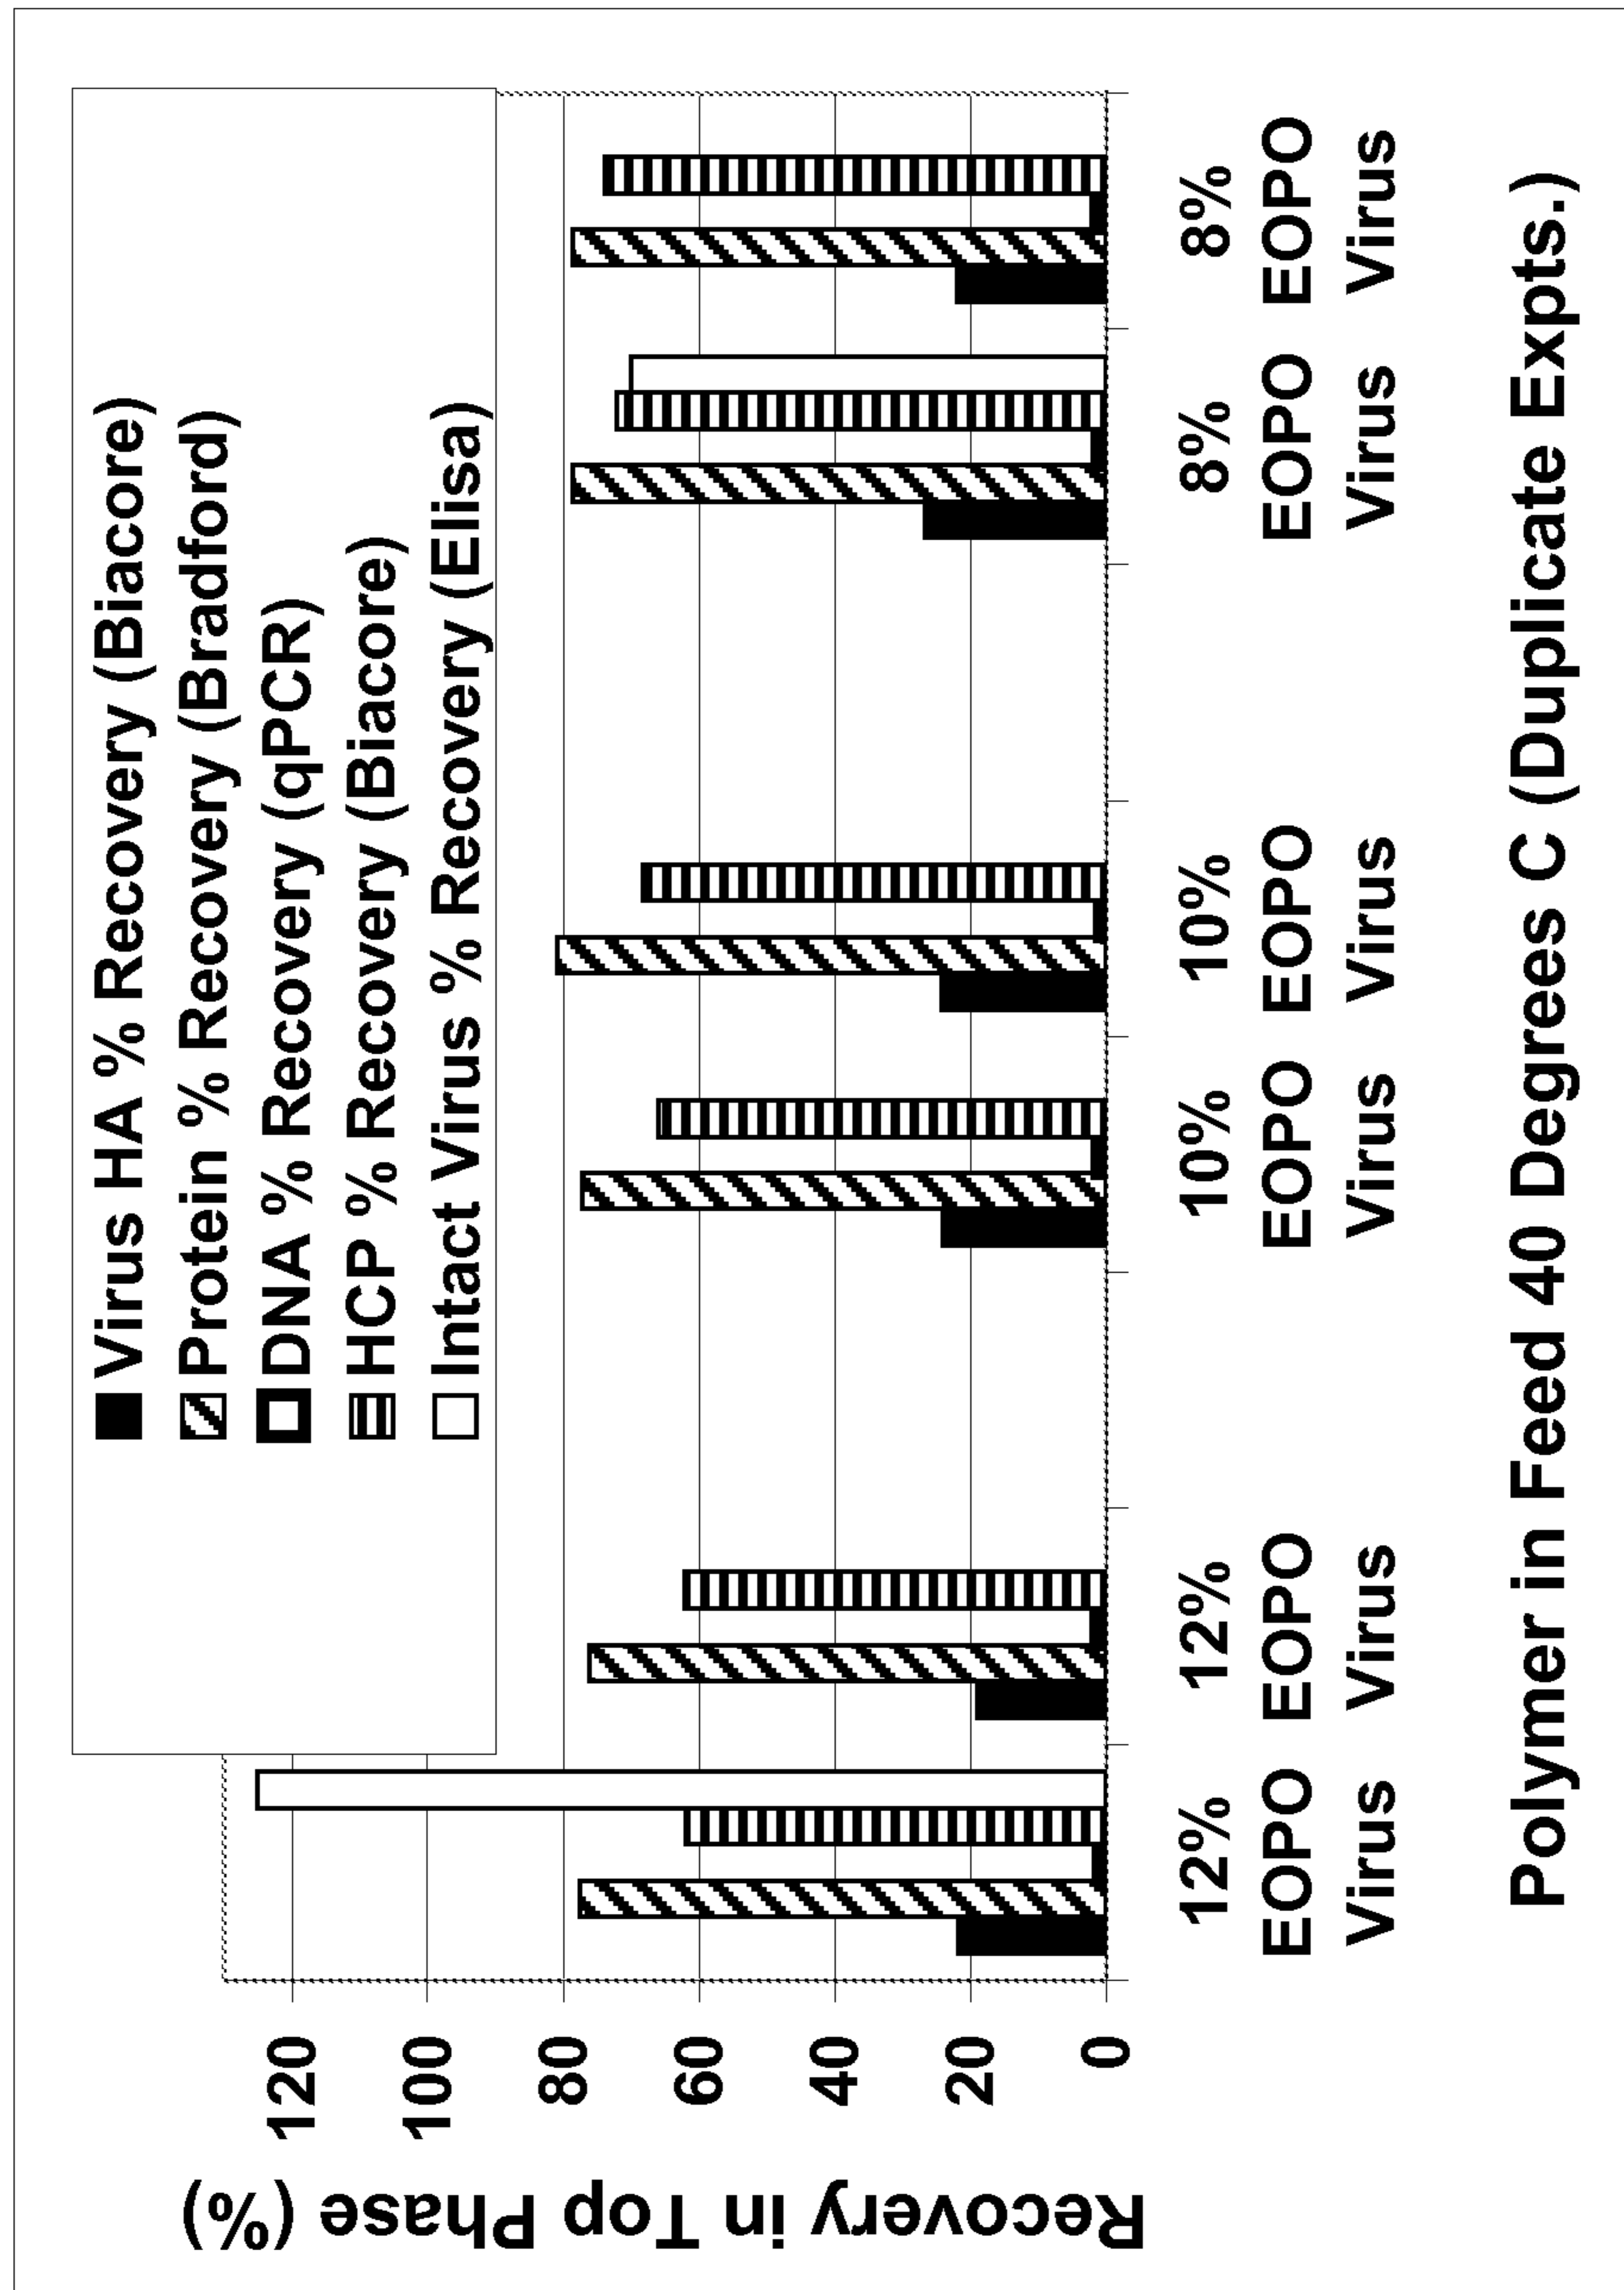 Virus HA % Recovery (Biacore)
Protein % Recovery (Bradford)
DNA % Recovery (qPCR)
HCP % Recovery (Biacore)
Intact Virus % Recovery (Elisa)
Recovery in Top Phase (%)
120
100
80
60
40
20
0
12% 12% 10% 10% 8% 8%
EOPO EOPO EOPO EOPO EOPO EOPO
Virus Virus Virus Virus Virus Virus
Polymer in Feed 40 Degrees C (Duplicate Expts.)